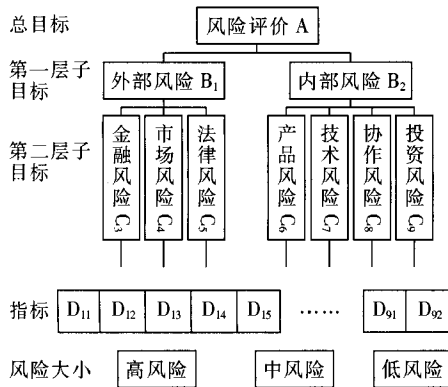 总目标 风险评价 A
第一层子目标 外部风险 B₁ 内部风险 B₂
第二层子目标 金融风险 C₃ 市场风险 C₄ 法律风险 C₅ 产品风险 C₆ 技术风险 C₇ 协作风险 C₈ 投资风险 C₉
指标 D₁₁ D₁₂ D₁₃ D₁₄ D₁₅ …… D₉₁ D₉₂
风险大小 高风险 中风险 低风险